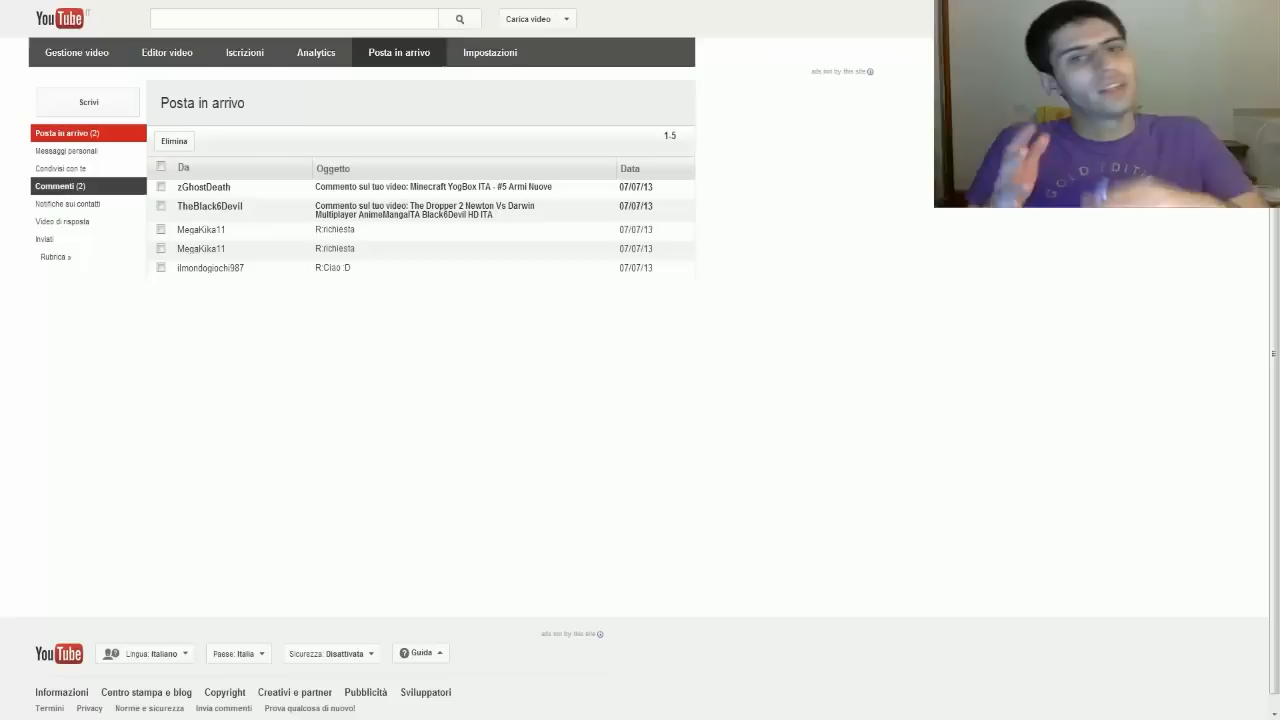 YouTube IT
Carica video
Gestione video Editor video Iscrizioni Analytics Posta in arrivo Impostazioni
ads not by this site
Scrivi
Posta in arrivo
Posta in arrivo (2)
Messaggi personali
Condivisi con te
Commenti (2)
Notifiche sui contatti
Video di risposta
Inviati
Rubrica »
Elimina
1-5
Da Oggetto Data
zGhostDeath Commento sul tuo video: Minecraft YogBox ITA - #5 Armi Nuove 07/07/13
TheBlack6Devil Commento sul tuo video: The Dropper 2 Newton Vs Darwin 07/07/13
Multiplayer AnimeMangaITA Black6Devil HD ITA
MegaKika11 R:richiesta 07/07/13
MegaKika11 R:richiesta 07/07/13
ilmondogiochi987 R:Ciao :D 07/07/13
GOLD EDITI
ads not by this site
YouTube Lingua: Italiano Paese: Italia Sicurezza: Disattivata Guida
Informazioni Centro stampa e blog Copyright Creativi e partner Pubblicità Sviluppatori
Termini Privacy Norme e sicurezza Invia commenti Prova qualcosa di nuovo!